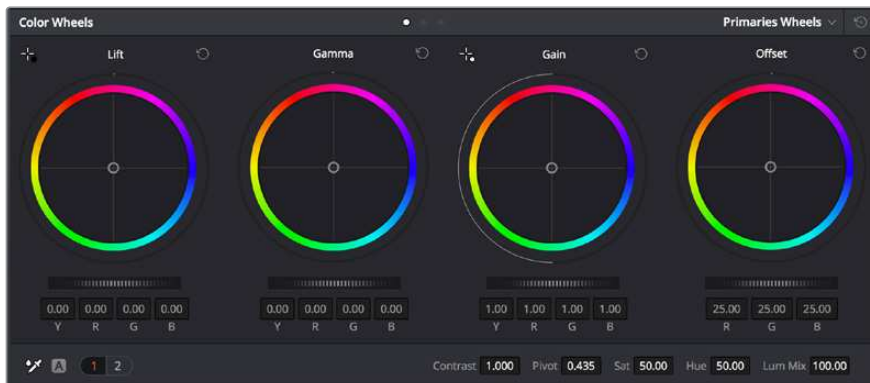 Color Wheels Primaries Wheels
Lift Gamma Gain Offset
0.00 0.00 0.00 0.00 0.00 0.00 0.00 0.00 1.00 1.00 1.00 1.00 25.00 25.00 25.00
Y R G B Y R G B Y R G B R G B
A 1 2 Contrast 1.000 Pivot 0.435 Sat 50.00 Hue 50.00 Lum Mix 100.00